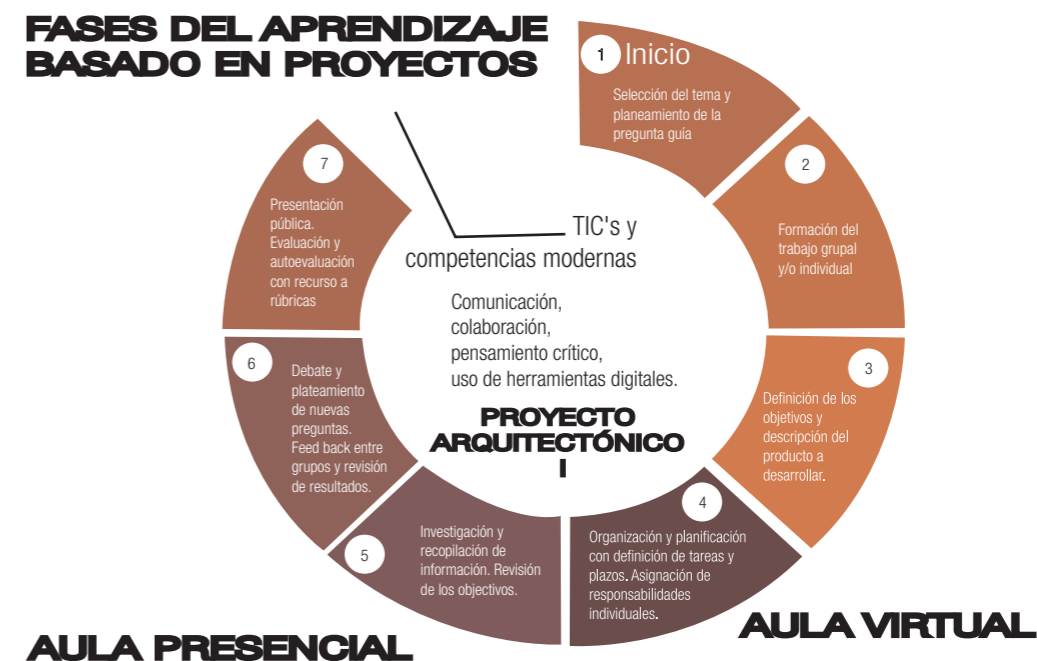 FASES DEL APRENDIZAJE
BASADO EN PROYECTOS
1 Inicio
Selección del tema y
planeamiento de la
pregunta guía
2
Formación del
trabajo grupal
y/o individual
3
Definición de los
objetivos y
descripción del
producto a
desarrollar.
4
Organización y planificación
con definición de tareas y
plazos. Asignación de
responsabilidades
individuales.
5
Investigación y
recopilación de
información. Revisión
de los objectivos.
6
Debate y
plateamiento
de nuevas
preguntas.
Feed back entre
grupos y revisión
de resultados.
7
Presentación
pública.
Evaluación y
autoevaluación
con recurso a
rúbricas
TIC's y
competencias modernas
Comunicación,
colaboración,
pensamiento crítico,
uso de herramientas digitales.
PROYECTO
ARQUITECTÓNICO
I
AULA VIRTUAL
AULA PRESENCIAL